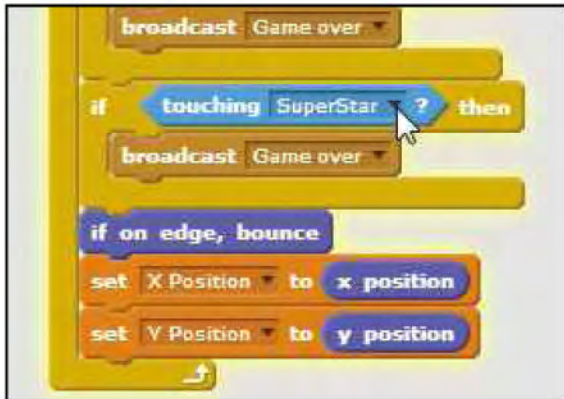 broadcast Game over
if touching SuperStar ? then
broadcast Game over
if on edge, bounce
set X Position to x position
set Y Position to y position